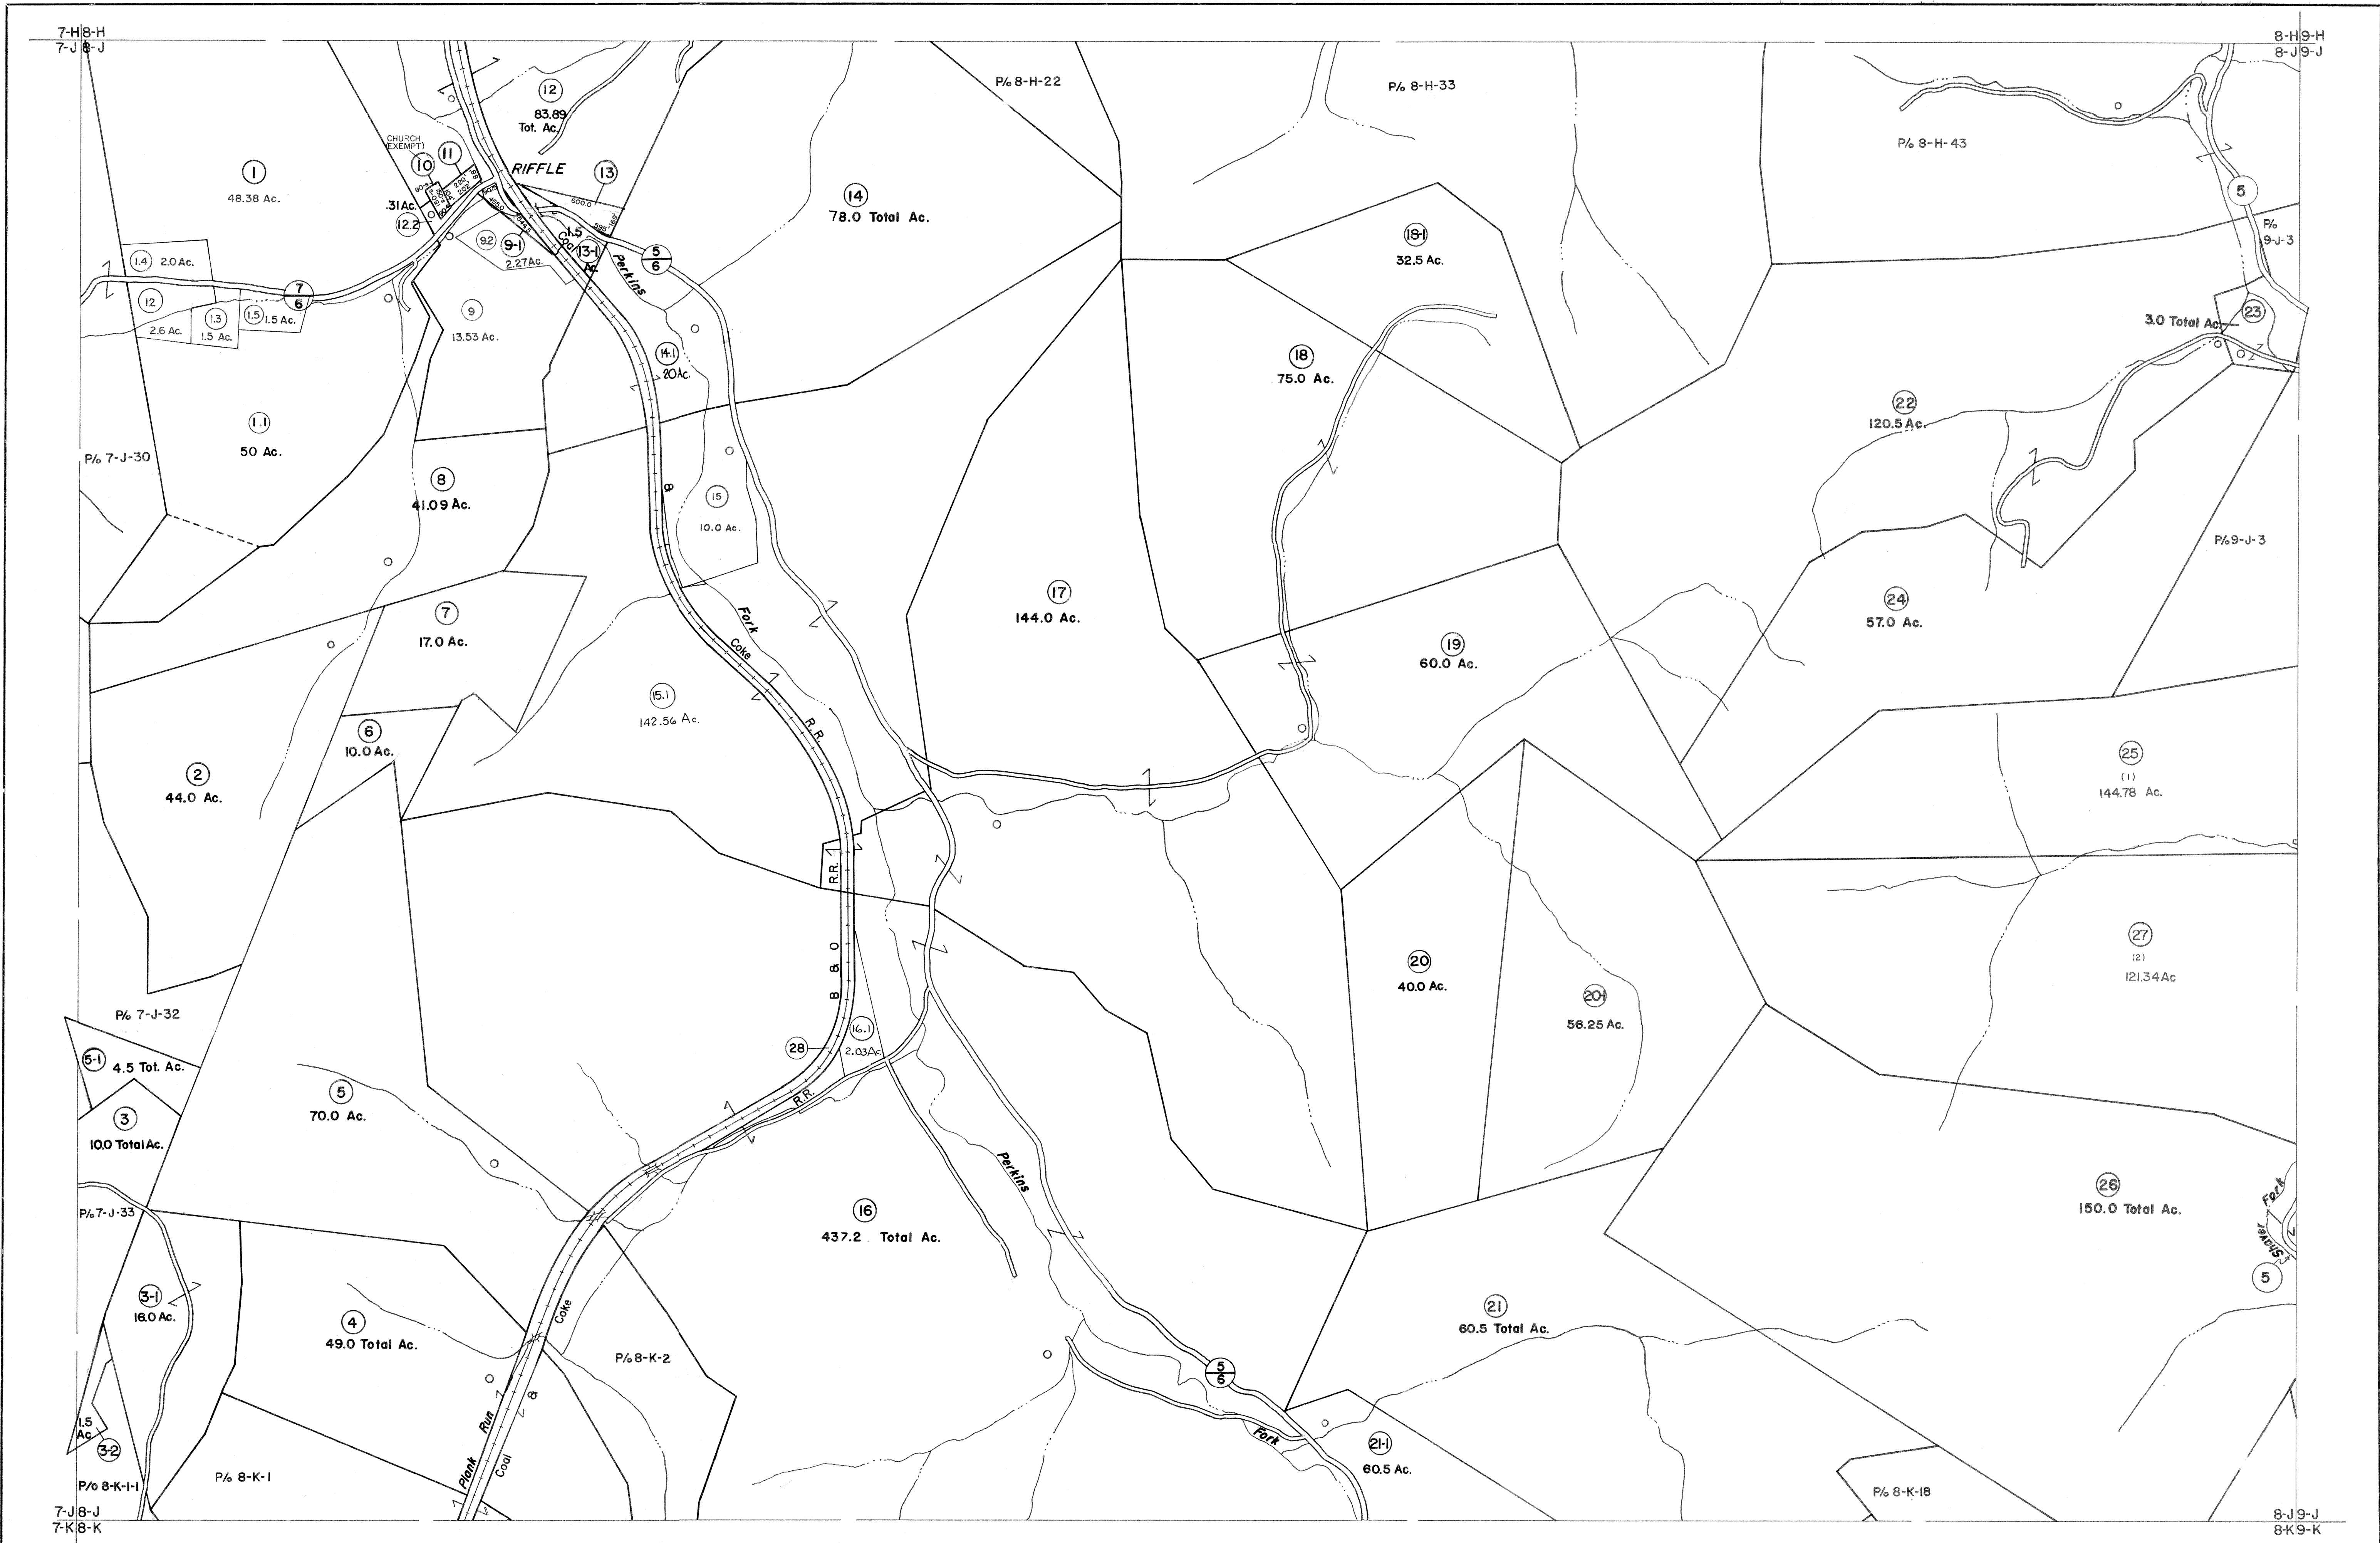 7-H 8-H
7-J 8-J
8-H 9-H
8-J 9-J
P/o 8-H-22
P/o 8-H-33
P/o 8-H-43
12
83.89
Tot. Ac.
CHURCH
(EXEMPT)
10
11
RIFFLE
13
600.0
1
48.38 Ac.
.31 Ac.
12.2
14
78.0 Total Ac.
5
P/o
9-J-3
9.2
9-1
2.27 Ac.
1.5
13-1
Ac.
Coal
Perkins
5
6
18-1
32.5 Ac.
1.4 2.0 Ac.
1.2
2.6 Ac.
1.3
1.5 Ac.
1.5 1.5 Ac.
7
6
9
13.53 Ac.
14.1
20 Ac.
18
75.0 Ac.
23
3.0 Total Ac.
22
120.5 Ac.
1.1
50 Ac.
P/o 7-J-30
8
41.09 Ac.
&
15
10.0 Ac.
P/o 9-J-3
7
17.0 Ac.
Fork
Coke
R. R.
17
144.0 Ac.
19
60.0 Ac.
24
57.0 Ac.
15.1
142.56 Ac.
6
10.0 Ac.
2
44.0 Ac.
25
(1)
144.78 Ac.
R.R.
B & O
20
40.0 Ac.
20-1
56.25 Ac.
27
(2)
121.34 Ac
P/o 7-J-32
5-1
4.5 Tot. Ac.
28
16.1
2.03 Ac.
R.R.
5
70.0 Ac.
3
10.0 Total Ac.
Perkins
16
437.2 Total Ac.
26
150.0 Total Ac.
Fork
Shaver
5
P/o 7-J-33
3-1
16.0 Ac.
4
49.0 Total Ac.
Coke
P/o 8-K-2
21
60.5 Total Ac.
5
6
&
1.5
Ac.
3-2
Run
Plank
Coal
Fork
21-1
60.5 Ac.
P/o 8-K-1-1
P/o 8-K-1
P/o 8-K-18
7-J 8-J
7-K 8-K
8-J 9-J
8-K 9-K